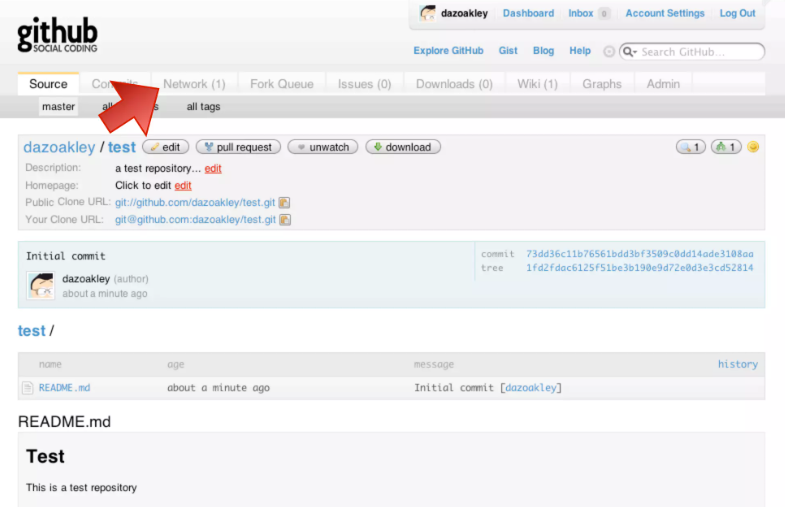 dazoakley Dashboard Inbox 0 Account Settings Log Out
github
SOCIAL CODING
Explore GitHub Gist Blog Help Search GitHub...
Source Network (1) Fork Queue Issues (0) Downloads (0) Wiki (1) Graphs Admin
master all tags
dazoakley / test edit pull request unwatch download 1 1
Description: a test repository... edit
Homepage: Click to edit edit
Public Clone URL: git://github.com/dazoakley/test.git
Your Clone URL: git@github.com:dazoakley/test.git
Initial commit
commit 73dd36c11b76561bdd3bf3509c0dd14ade3108aa
tree 1fd2fdac6125f51be3b190e9d72e0d3e3cd52814
dazoakley (author)
about a minute ago
test /
name age message history
README.md about a minute ago Initial commit [dazoakley]
README.md
Test
This is a test repository